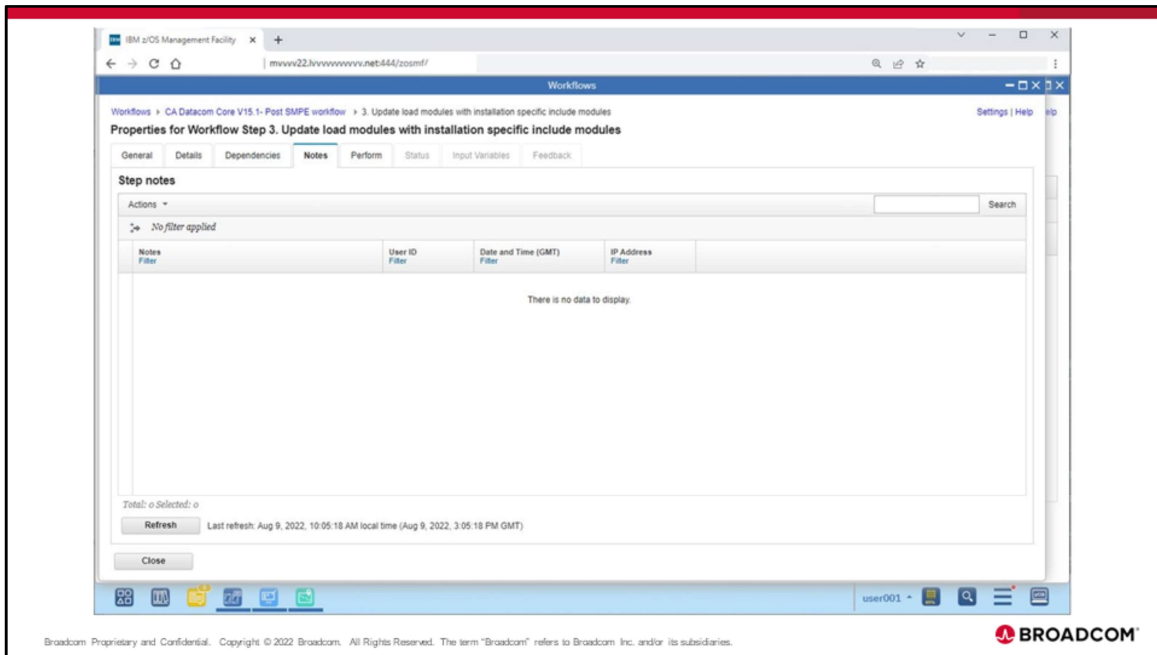 IBM z/OS Management Facility
mvvvv22.lvvvvvvvvvv.net:444/zosmf/
Workflows
Workflows ▸ CA Datacom Core V15.1- Post SMPE workflow ▸ 3. Update load modules with installation specific include modules
Settings | Help
elp
Properties for Workflow Step 3. Update load modules with installation specific include modules
General Details Dependencies Notes Perform Status Input Variables Feedback
Step notes
Actions
Search
No filter applied
Notes User ID Date and Time (GMT) IP Address
Filter Filter Filter Filter
There is no data to display.
Total: 0 Selected: 0
Refresh Last refresh: Aug 9, 2022, 10:05:18 AM local time (Aug 9, 2022, 3:05:18 PM GMT)
Close
user001
Broadcom Proprietary and Confidential. Copyright © 2022 Broadcom. All Rights Reserved. The term “Broadcom” refers to Broadcom Inc. and/or its subsidiaries.
BROADCOM